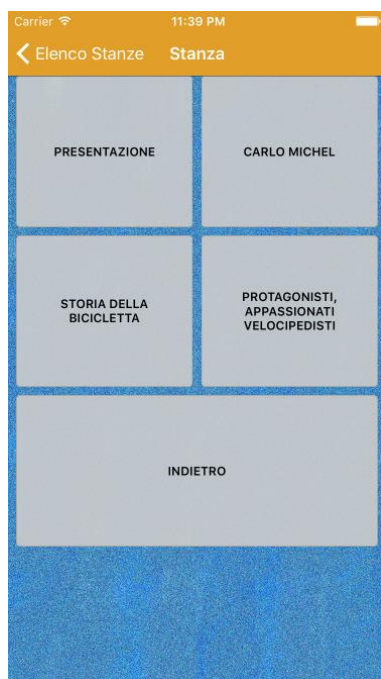 Carrier 11:39 PM
Elenco Stanze Stanza
PRESENTAZIONE
CARLO MICHEL
STORIA DELLA
BICICLETTA
PROTAGONISTI,
APPASSIONATI
VELOCIPEDISTI
INDIETRO